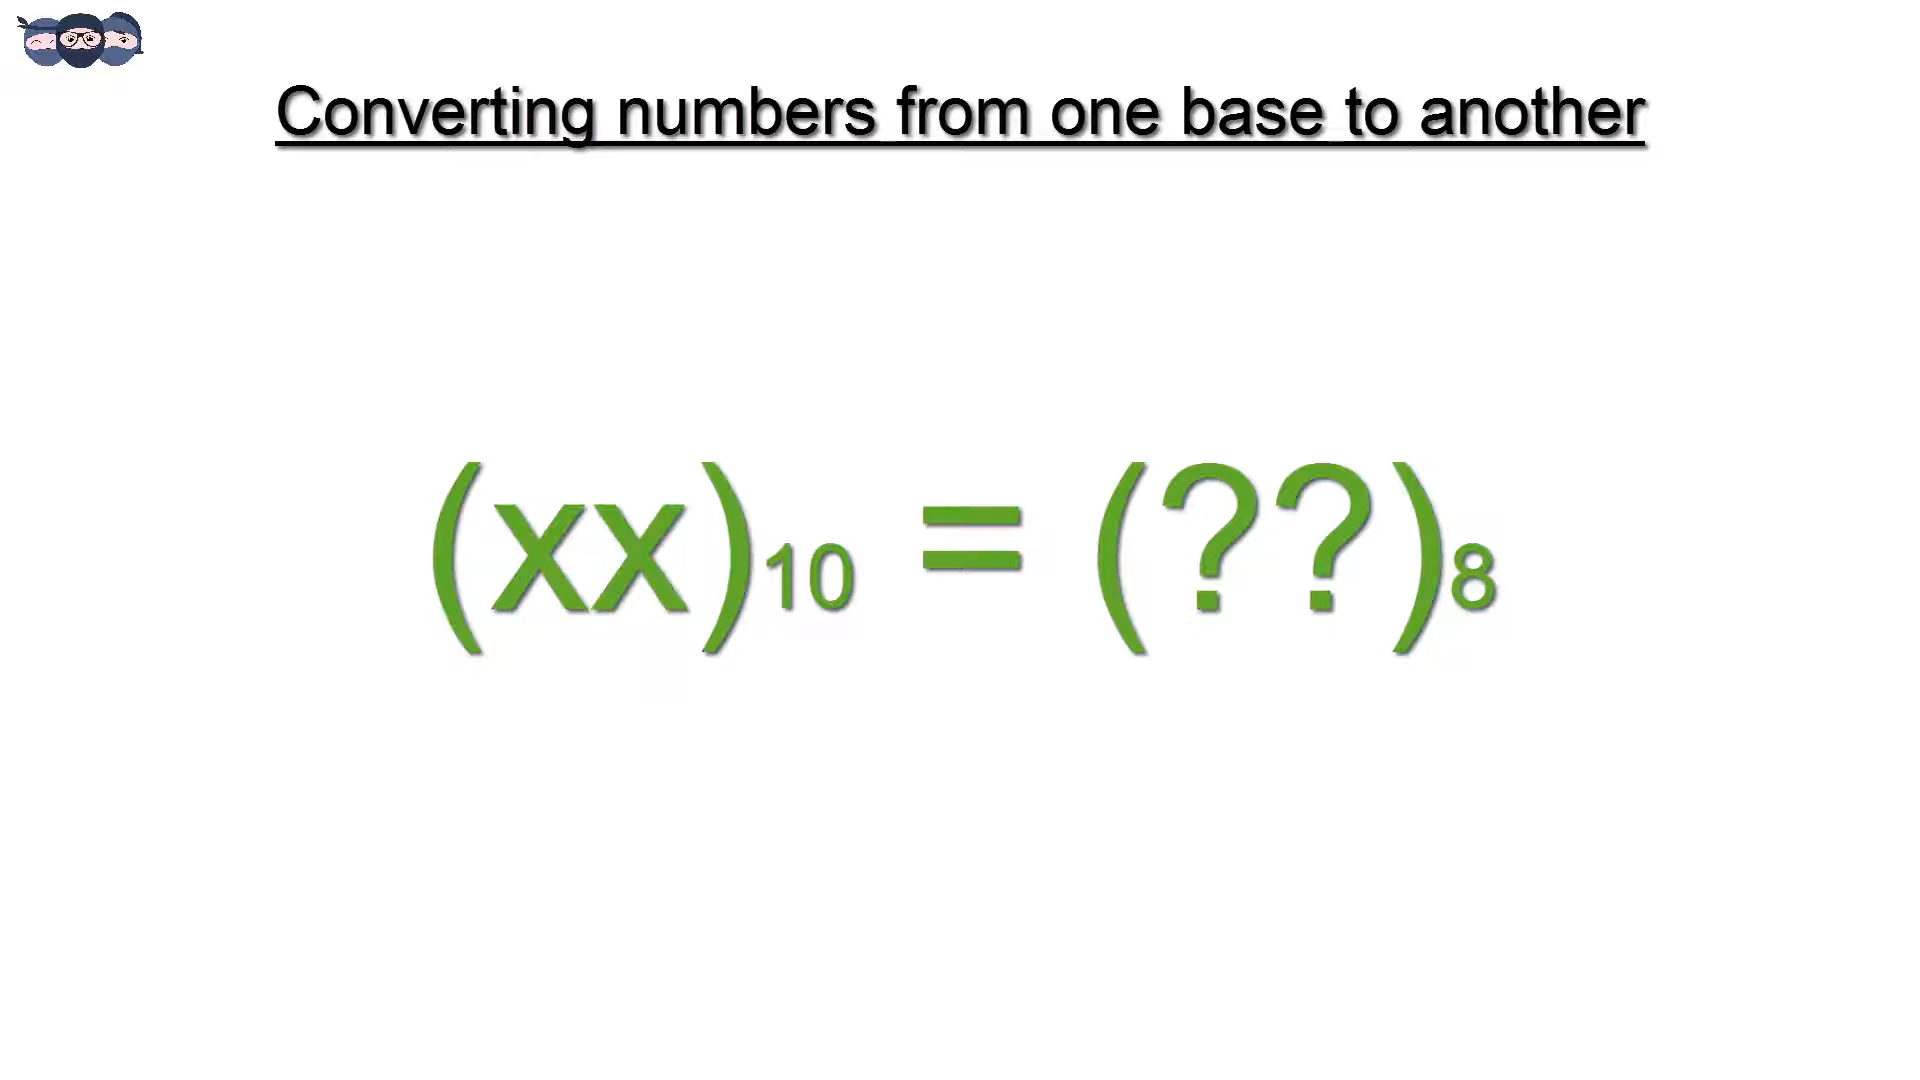 Converting numbers from one base to another
(xx)10 = (??)8